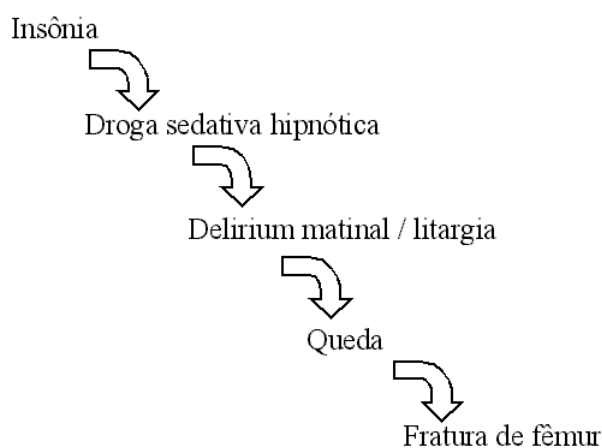 Insônia
Droga sedativa hipnótica
Delirium matinal / litargia
Queda
Fratura de fêmur